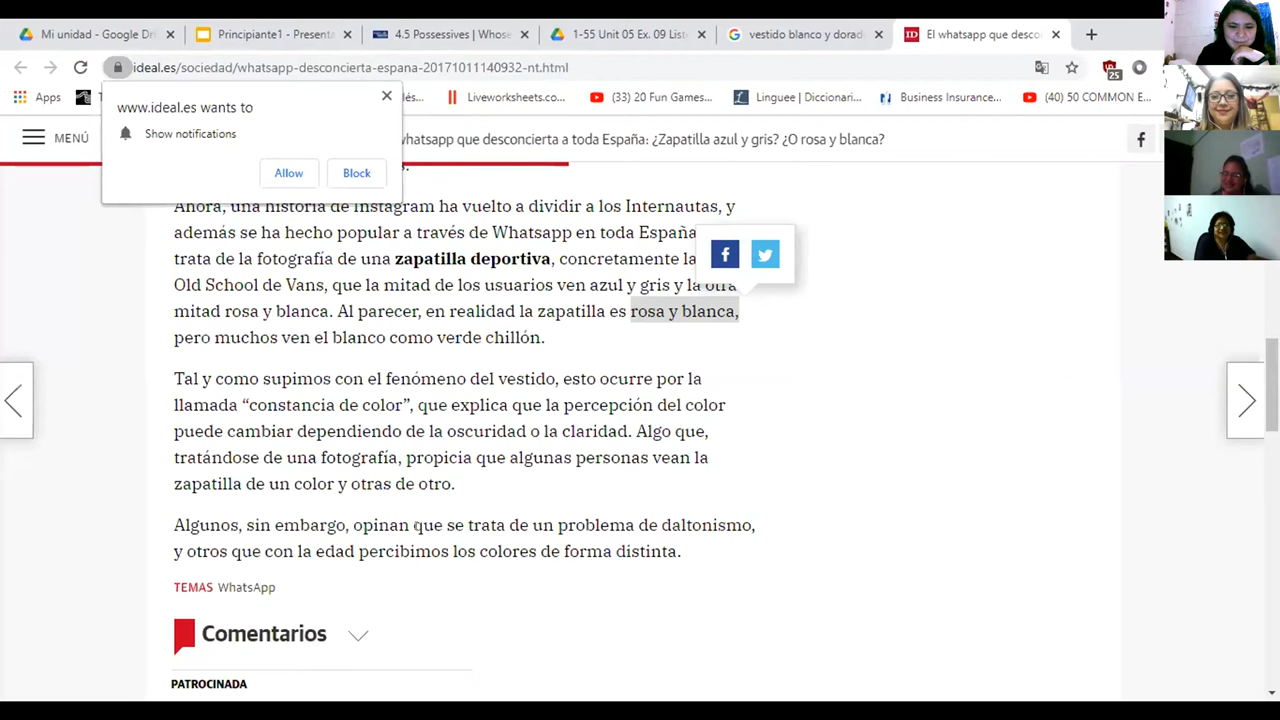 Mi unidad - Google Dri
Principiante1 - Presenta
4.5 Possessives | Whose
1-55 Unit 05 Ex. 09 List
vestido blanco y dorad
El whatsapp que desco
ideal.es/sociedad/whatsapp-desconcierta-espana-20171011140932-nt.html
25
Apps
és...
Liveworksheets.co...
(33) 20 Fun Games...
Linguee | Diccionari...
Business Insurance...
(40) 50 COMMON E...
www.ideal.es wants to
Show notifications
Allow
Block
MENÚ
whatsapp que desconcierta a toda España: ¿Zapatilla azul y gris? ¿O rosa y blanca?
Ahora, una historia de Instagram ha vuelto a dividir a los Internautas, y
además se ha hecho popular a través de Whatsapp en toda España
trata de la fotografía de una zapatilla deportiva, concretamente la
Old School de Vans, que la mitad de los usuarios ven azul y gris y la otra
mitad rosa y blanca. Al parecer, en realidad la zapatilla es rosa y blanca,
pero muchos ven el blanco como verde chillón.
Tal y como supimos con el fenómeno del vestido, esto ocurre por la
llamada “constancia de color”, que explica que la percepción del color
puede cambiar dependiendo de la oscuridad o la claridad. Algo que,
tratándose de una fotografía, propicia que algunas personas vean la
zapatilla de un color y otras de otro.
Algunos, sin embargo, opinan que se trata de un problema de daltonismo,
y otros que con la edad percibimos los colores de forma distinta.
TEMAS WhatsApp
Comentarios
PATROCINADA